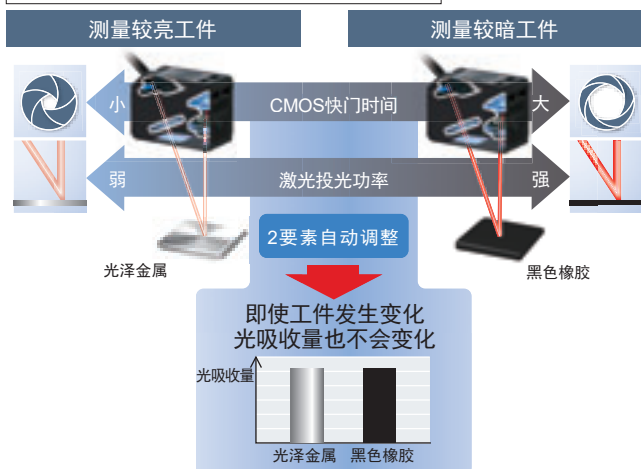 测量较亮工件
测量较暗工件
小
CMOS快门时间
大
弱
激光投光功率
强
2要素自动调整
光泽金属
黑色橡胶
即使工件发生变化
光吸收量也不会变化
光吸收量
光泽金属
黑色橡胶